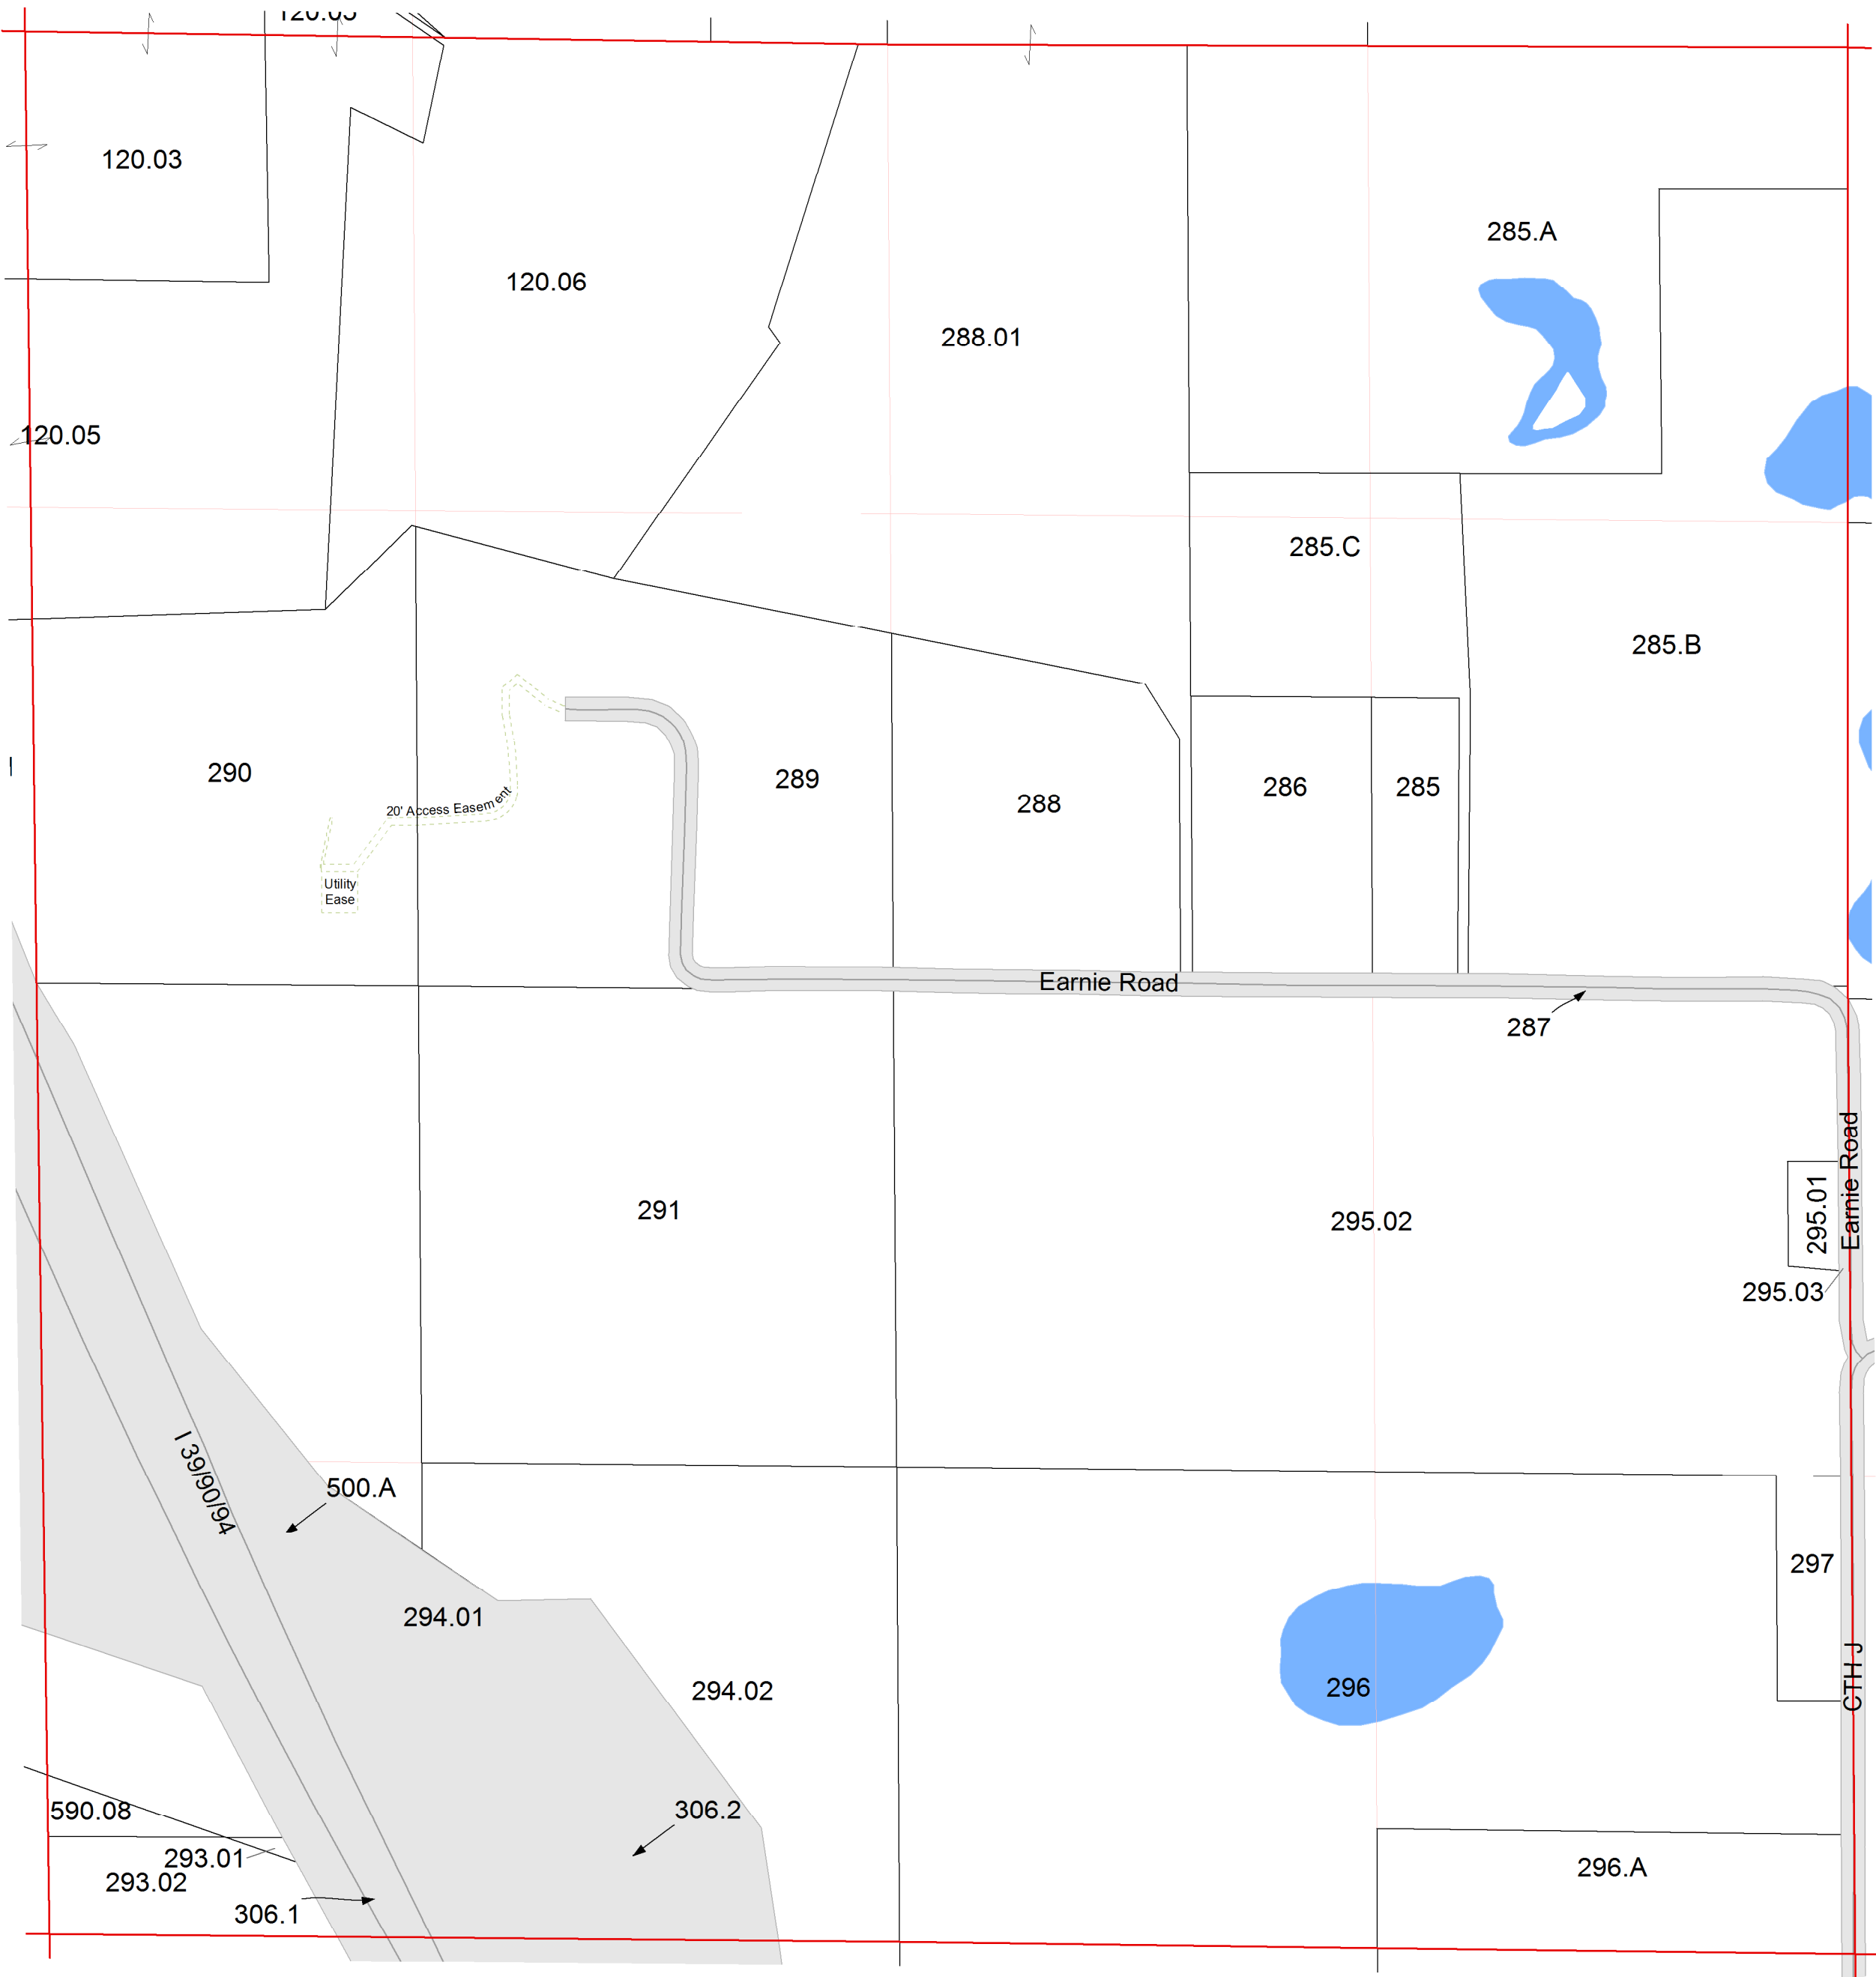 120.05
120.03
285.A
120.06
288.01
120.05
285.C
285.B
290
289
286
285
288
20' Access Easement
Utility
Ease
Earnie Road
287
Earnie Road
291
295.02
295.01
295.03
I 39/90/94
500.A
297
294.01
CTH J
296
294.02
590.08
306.2
293.01
296.A
293.02
306.1